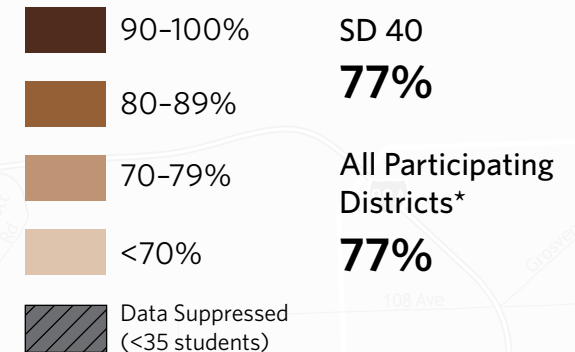 90–100%
80–89%
70–79%
<70%
Data Suppressed
(<35 students)
SD 40
77%
All Participating
Districts*
77%
108 Ave
Rd